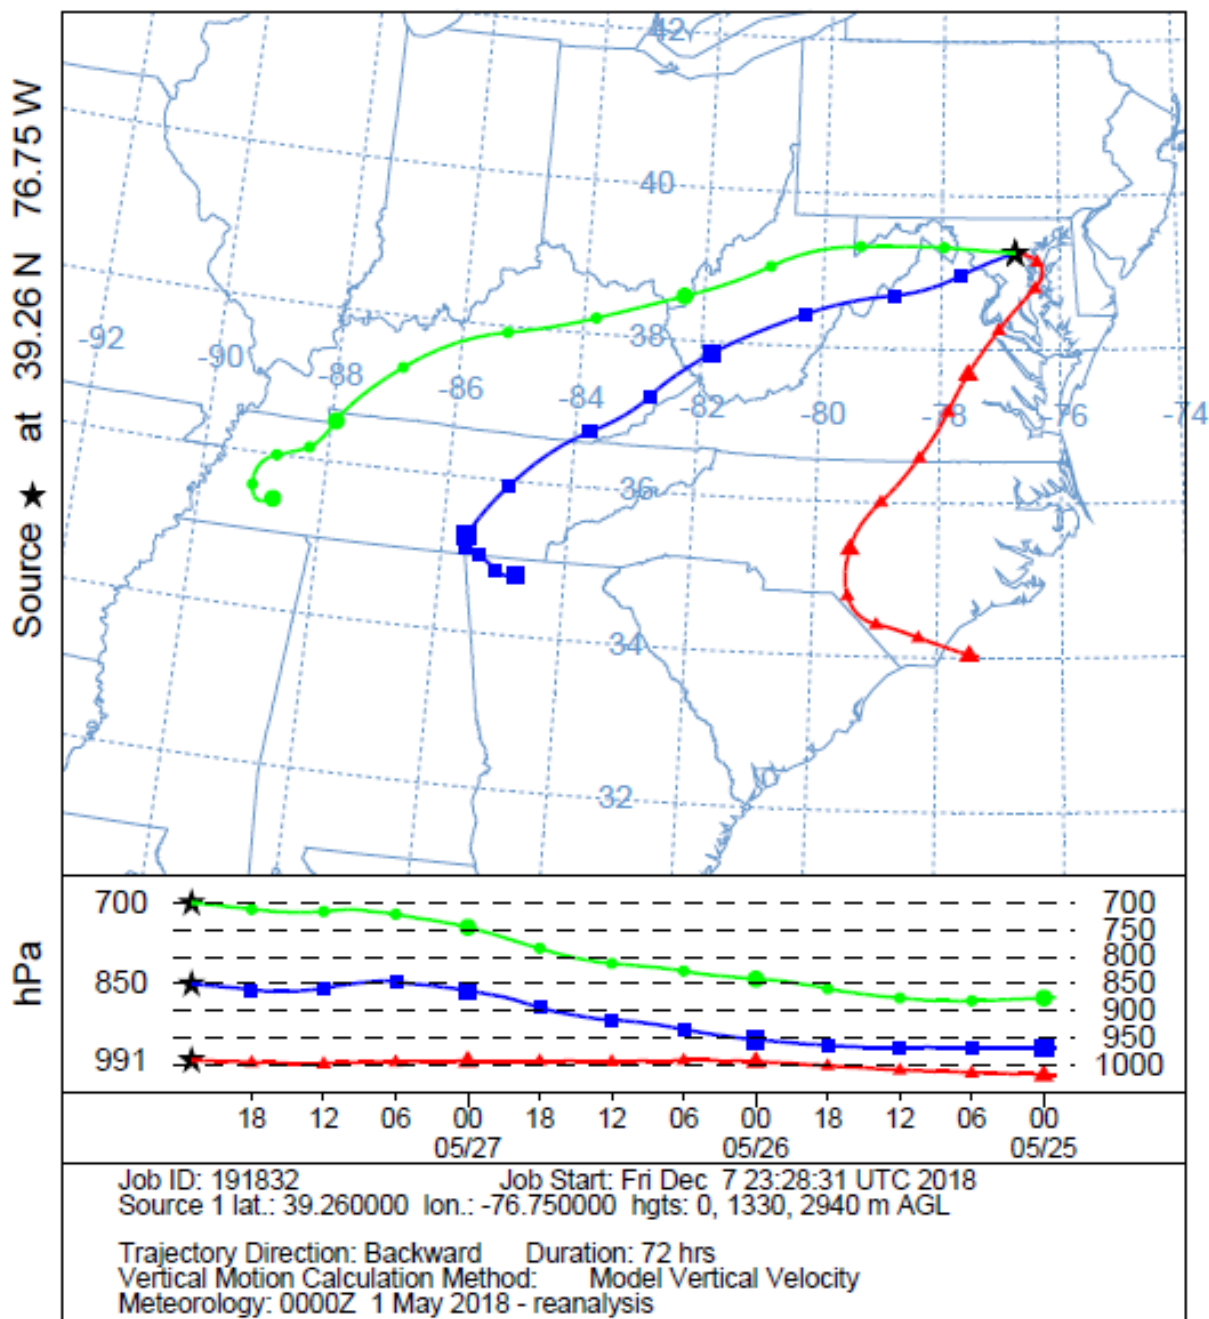 Source ★ at 39.26 N 76.75 W
42
40
38
36
34
32
-92
-90
-88
-86
-84
-82
-80
-78
-76
-74
hPa
700
850
991
700
750
800
850
900
950
1000
18 12 06 00 18 12 06 00 18 12 06 00
05/27 05/26 05/25
Job ID: 191832 Job Start: Fri Dec 7 23:28:31 UTC 2018
Source 1 lat.: 39.260000 lon.: -76.750000 hgts: 0, 1330, 2940 m AGL
Trajectory Direction: Backward Duration: 72 hrs
Vertical Motion Calculation Method: Model Vertical Velocity
Meteorology: 0000Z 1 May 2018 - reanalysis